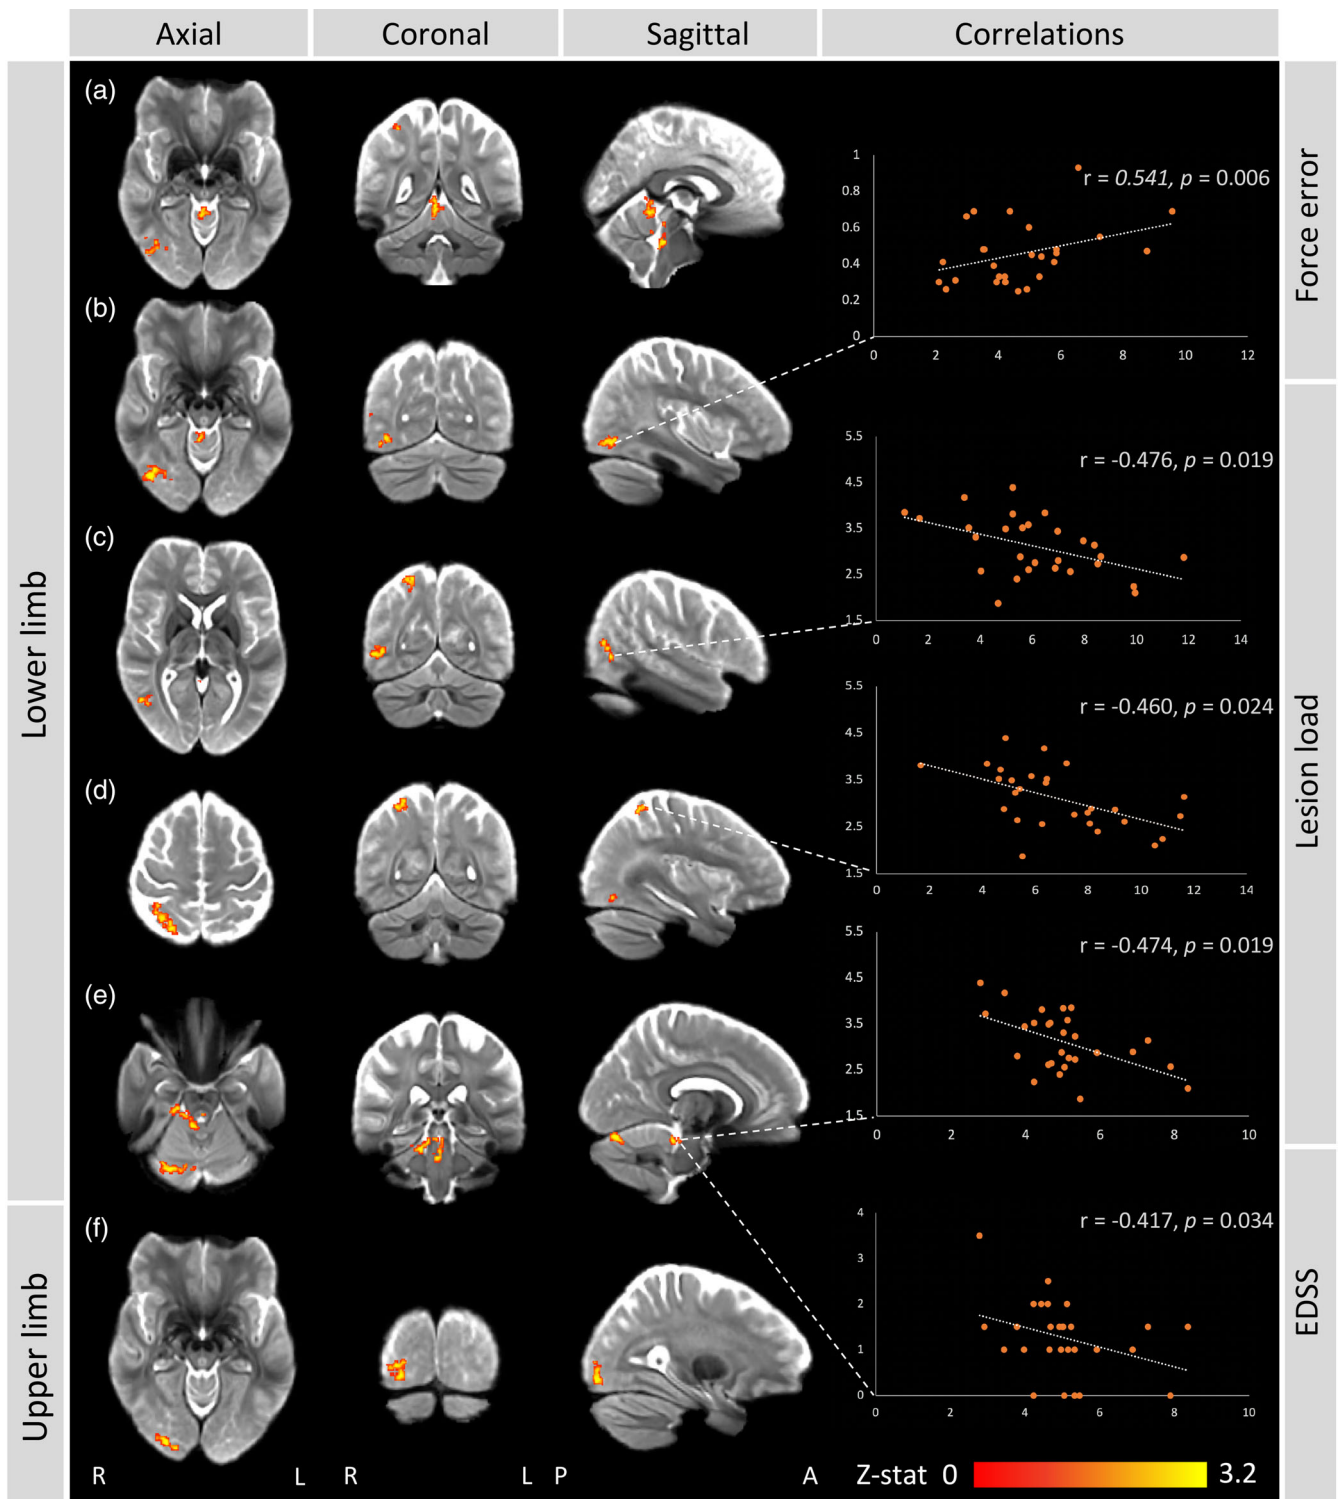 Axial Coronal Sagittal Correlations
Lower limb
Upper limb
Force error
Lesion load
EDSS
(a)
r = 0.541, p = 0.006
1
0.8
0.6
0.4
0.2
0
0 2 4 6 8 10 12
(b)
r = -0.476, p = 0.019
5.5
4.5
3.5
2.5
1.5
0 2 4 6 8 10 12 14
(c)
r = -0.460, p = 0.024
5.5
4.5
3.5
2.5
1.5
0 2 4 6 8 10 12 14
(d)
r = -0.474, p = 0.019
5.5
4.5
3.5
2.5
1.5
0 2 4 6 8 10
(e)
(f)
r = -0.417, p = 0.034
4
3
2
1
0
0 2 4 6 8 10
R L R L P A
Z-stat 0 3.2